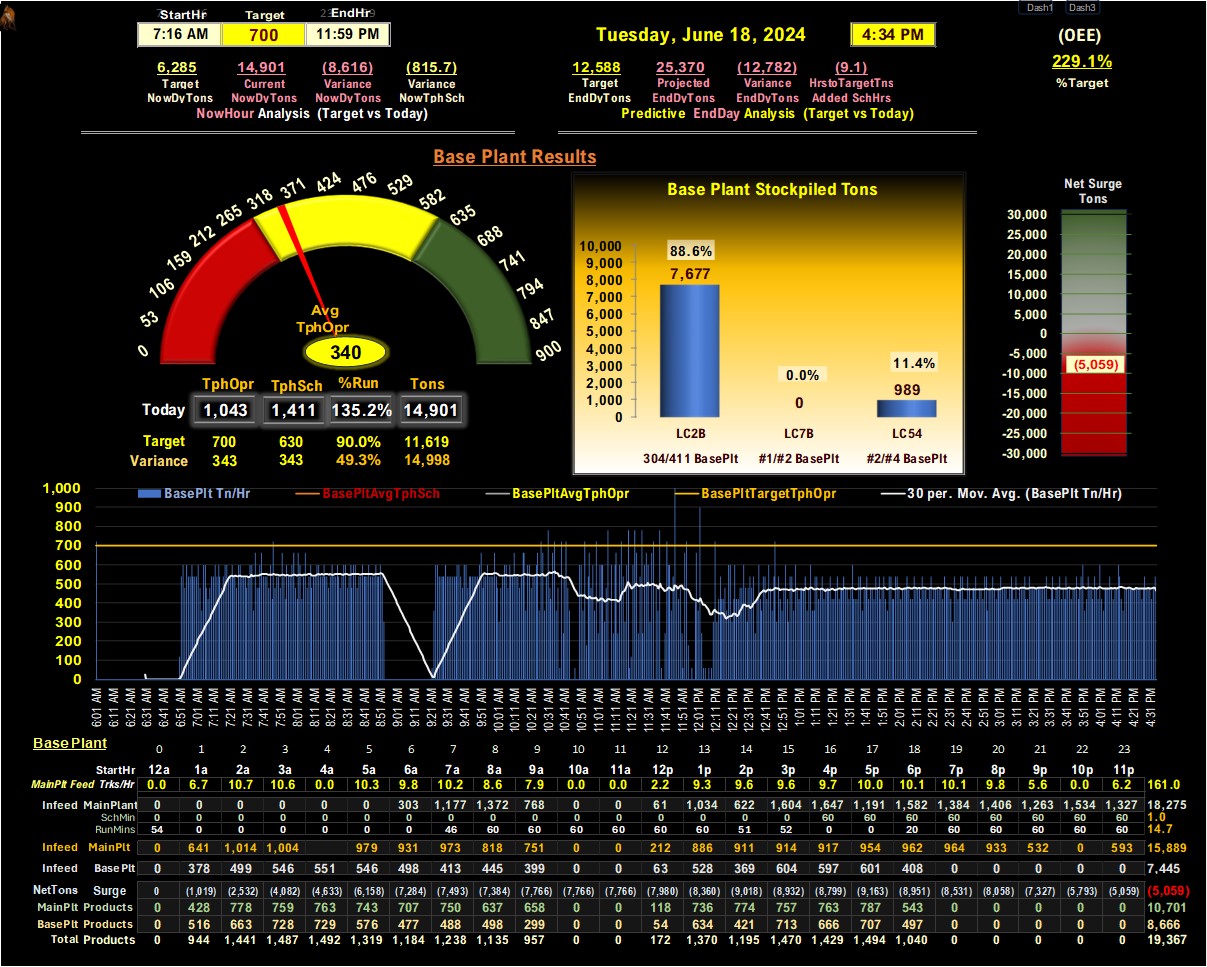 Dash1 Dash3
StartHr Target EndHr
7:16 AM 700 11:59 PM
Tuesday, June 18, 2024 4:34 PM
(OEE)
229.1%
%Target
6,285 14,901 (8,616) (815.7)
Target Current Variance Variance
NowDyTons NowDyTons NowDyTons NowTphSch
NowHour Analysis (Target vs Today)
12,588 25,370 (12,782) (9.1)
Target Projected Variance HrstoTargetTns
EndDyTons EndDyTons EndDyTons Added SchHrs
Predictive EndDay Analysis (Target vs Today)
Base Plant Results
0 53 106 159 212 265 318 371 424 476 529 582 635 688 741 794 847 900
Avg
TphOpr
340
TphOpr TphSch %Run Tons
Today 1,043 1,411 135.2% 14,901
Target 700 630 90.0% 11,619
Variance 343 343 49.3% 14,998
Base Plant Stockpiled Tons
10,000
9,000
8,000
7,000
6,000
5,000
4,000
3,000
2,000
1,000
0
88.6%
7,677
0.0%
0
11.4%
989
LC2B LC7B LC54
304/411 BasePlt #1/#2 BasePlt #2/#4 BasePlt
Net Surge
Tons
30,000
25,000
20,000
15,000
10,000
5,000
0
-5,000
-10,000
-15,000
-20,000
-25,000
-30,000
(5,059)
BasePlt Tn/Hr BasePltAvgTphSch BasePltAvgTphOpr BasePltTargetTphOpr 30 per. Mov. Avg. (BasePlt Tn/Hr)
1,000
900
800
700
600
500
400
300
200
100
0
6:01 AM 6:11 AM 6:21 AM 6:31 AM 6:41 AM 6:51 AM 7:01 AM 7:11 AM 7:22 AM 7:34 AM 7:44 AM 7:51 AM 8:01 AM 8:11 AM 8:21 AM 8:31 AM 8:41 AM 8:51 AM 9:01 AM 9:11 AM 9:21 AM 9:31 AM 9:41 AM 9:51 AM 10:01 AM 10:11 AM 10:21 AM 10:31 AM 10:41 AM 10:51 AM 11:01 AM 11:11 AM 11:21 AM 11:31 AM 11:41 AM 11:51 AM 12:01 PM 12:11 PM 12:21 PM 12:31 PM 12:41 PM 12:51 PM 1:01 PM 1:11 PM 1:21 PM 1:31 PM 1:41 PM 1:51 PM 2:01 PM 2:11 PM 2:21 PM 2:31 PM 2:41 PM 2:51 PM 3:01 PM 3:11 PM 3:21 PM 3:31 PM 3:41 PM 3:51 PM 4:01 PM 4:11 PM 4:21 PM 4:31 PM
Base Plant
0 1 2 3 4 5 6 7 8 9 10 11 12 13 14 15 16 17 18 19 20 21 22 23
StartHr 12a 1a 2a 3a 4a 5a 6a 7a 8a 9a 10a 11a 12p 1p 2p 3p 4p 5p 6p 7p 8p 9p 10p 11p
MainPlt Feed Trks/Hr 0.0 6.7 10.7 10.6 0.0 10.3 9.8 10.2 8.6 7.9 0.0 0.0 2.2 9.3 9.6 9.6 9.7 10.0 10.1 10.1 9.8 5.6 0.0 6.2 161.0
Infeed MainPlant 0 0 0 0 0 0 303 1,177 1,372 768 0 0 61 1,034 622 1,604 1,647 1,191 1,582 1,384 1,406 1,263 1,534 1,327 18,275
SchMin 0 0 0 0 0 0 0 0 0 0 0 0 0 0 0 0 60 60 60 60 60 60 60 60 1.0
RunMins 54 0 0 0 0 0 0 46 60 60 60 60 60 60 51 52 0 0 20 0 0 0 0 0 14.7
Infeed MainPlt 0 641 1,014 1,004 979 931 973 818 751 0 0 212 886 911 914 917 954 962 964 933 532 0 593 15,889
Infeed BasePlt 0 378 499 546 551 546 498 413 445 399 0 0 63 528 369 604 597 601 408 7,445
NetTons Surge 0 (1,019) (2,532) (4,082) (4,633) (6,158) (7,284) (7,493) (7,384) (7,766) (7,766) (7,766) (7,980) (8,360) (9,018) (8,932) (8,799) (9,163) (8,951) (8,531) (8,058) (7,327) (5,793) (5,059) (5,059)
MainPlt Products 0 428 778 759 763 743 707 750 637 658 0 0 118 736 774 757 763 787 543 0 0 0 0 0 10,701
BasePlt Products 0 516 663 728 729 576 477 488 498 299 0 0 54 634 421 713 666 707 497 0 0 0 0 0 8,666
Total Products 0 944 1,441 1,487 1,492 1,319 1,184 1,238 1,135 957 0 0 172 1,370 1,195 1,470 1,429 1,494 1,040 0 0 0 0 0 19,367